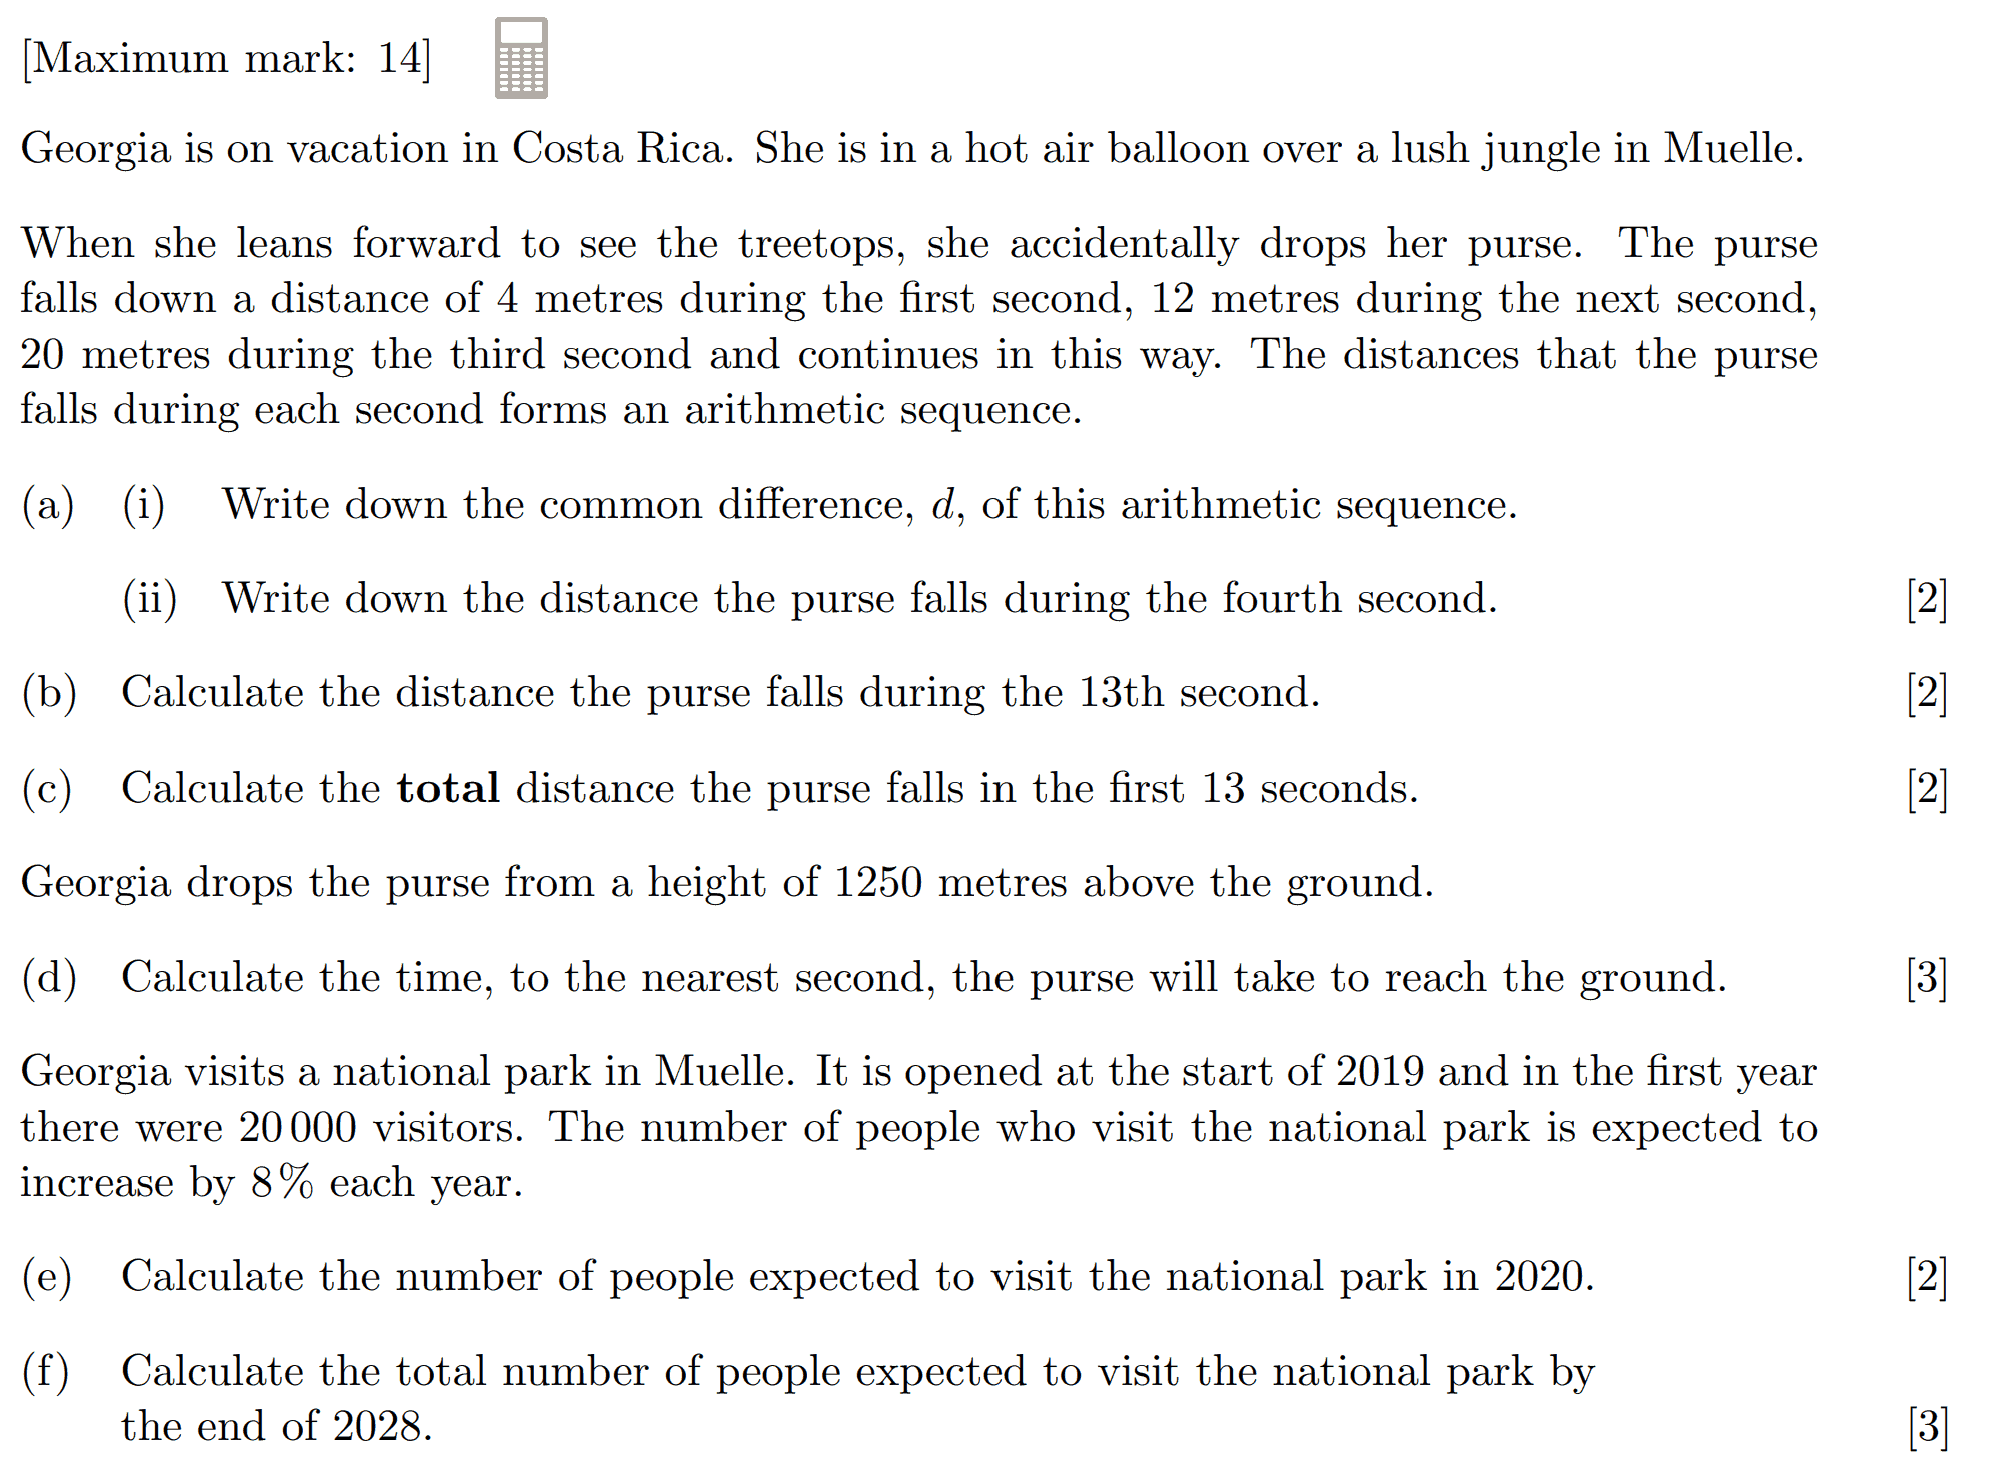 [Maximum mark: 14]
Georgia is on vacation in Costa Rica. She is in a hot air balloon over a lush jungle in Muelle.
When she leans forward to see the treetops, she accidentally drops her purse. The purse
falls down a distance of 4 metres during the first second, 12 metres during the next second,
20 metres during the third second and continues in this way. The distances that the purse
falls during each second forms an arithmetic sequence.
(a) (i) Write down the common difference, d, of this arithmetic sequence.
(ii) Write down the distance the purse falls during the fourth second. [2]
(b) Calculate the distance the purse falls during the 13th second. [2]
(c) Calculate the total distance the purse falls in the first 13 seconds. [2]
Georgia drops the purse from a height of 1250 metres above the ground.
(d) Calculate the time, to the nearest second, the purse will take to reach the ground. [3]
Georgia visits a national park in Muelle. It is opened at the start of 2019 and in the first year
there were 20 000 visitors. The number of people who visit the national park is expected to
increase by 8% each year.
(e) Calculate the number of people expected to visit the national park in 2020. [2]
(f) Calculate the total number of people expected to visit the national park by
the end of 2028. [3]